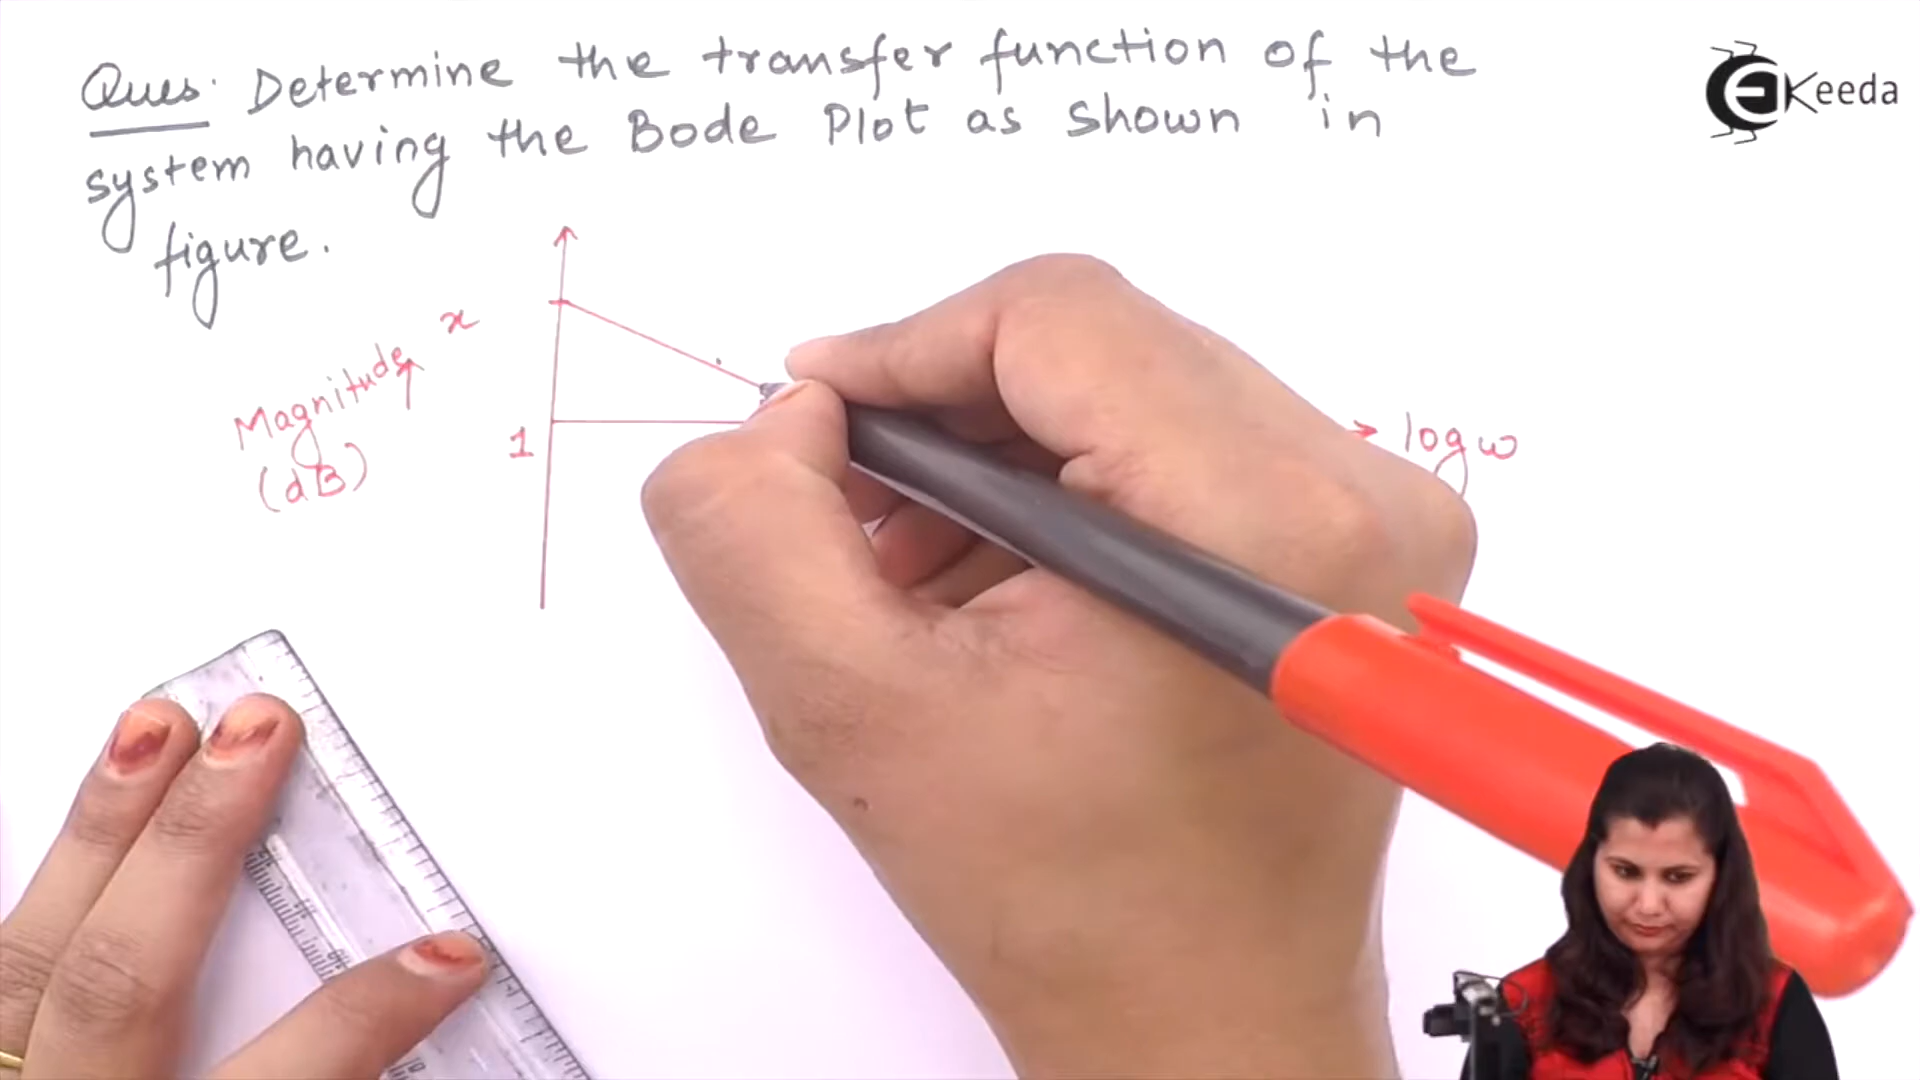 Ques. Determine the transfer function of the
system having the Bode Plot as shown in
figure.
EKeeda
x
Magnitude
(dB)
1
log ω